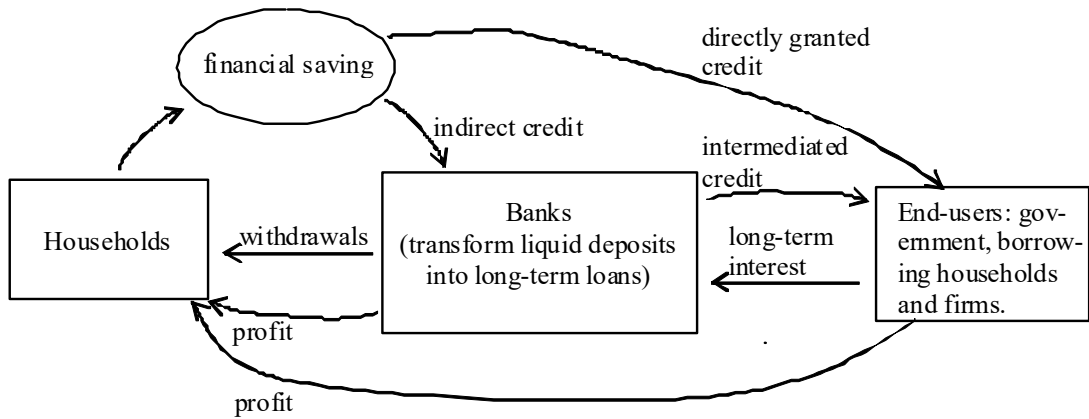 financial saving
directly granted
credit
indirect credit
intermediated
credit
Households
withdrawals
Banks
(transform liquid deposits
into long-term loans)
long-term
interest
End-users: gov-
ernment, borrow-
ing households
and firms.
profit
profit